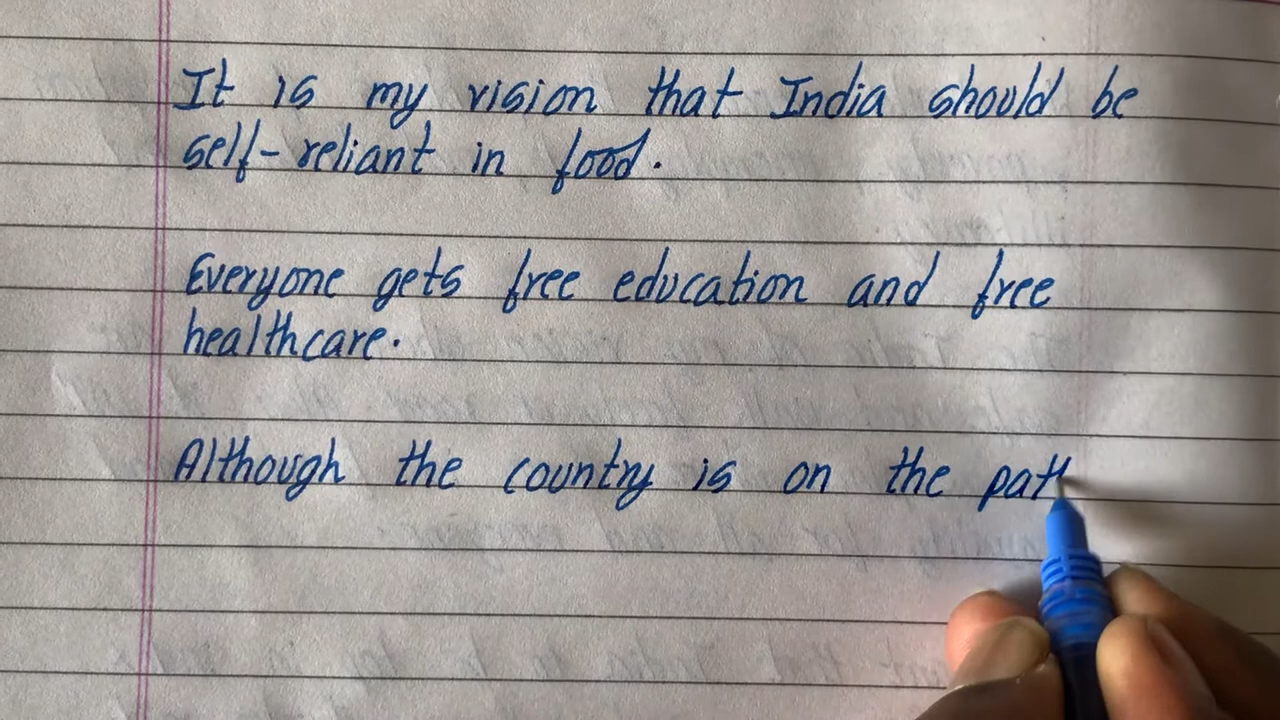 It is my vision that India should be
self-reliant in food.
Everyone gets free education and free
healthcare.
Although the country is on the path